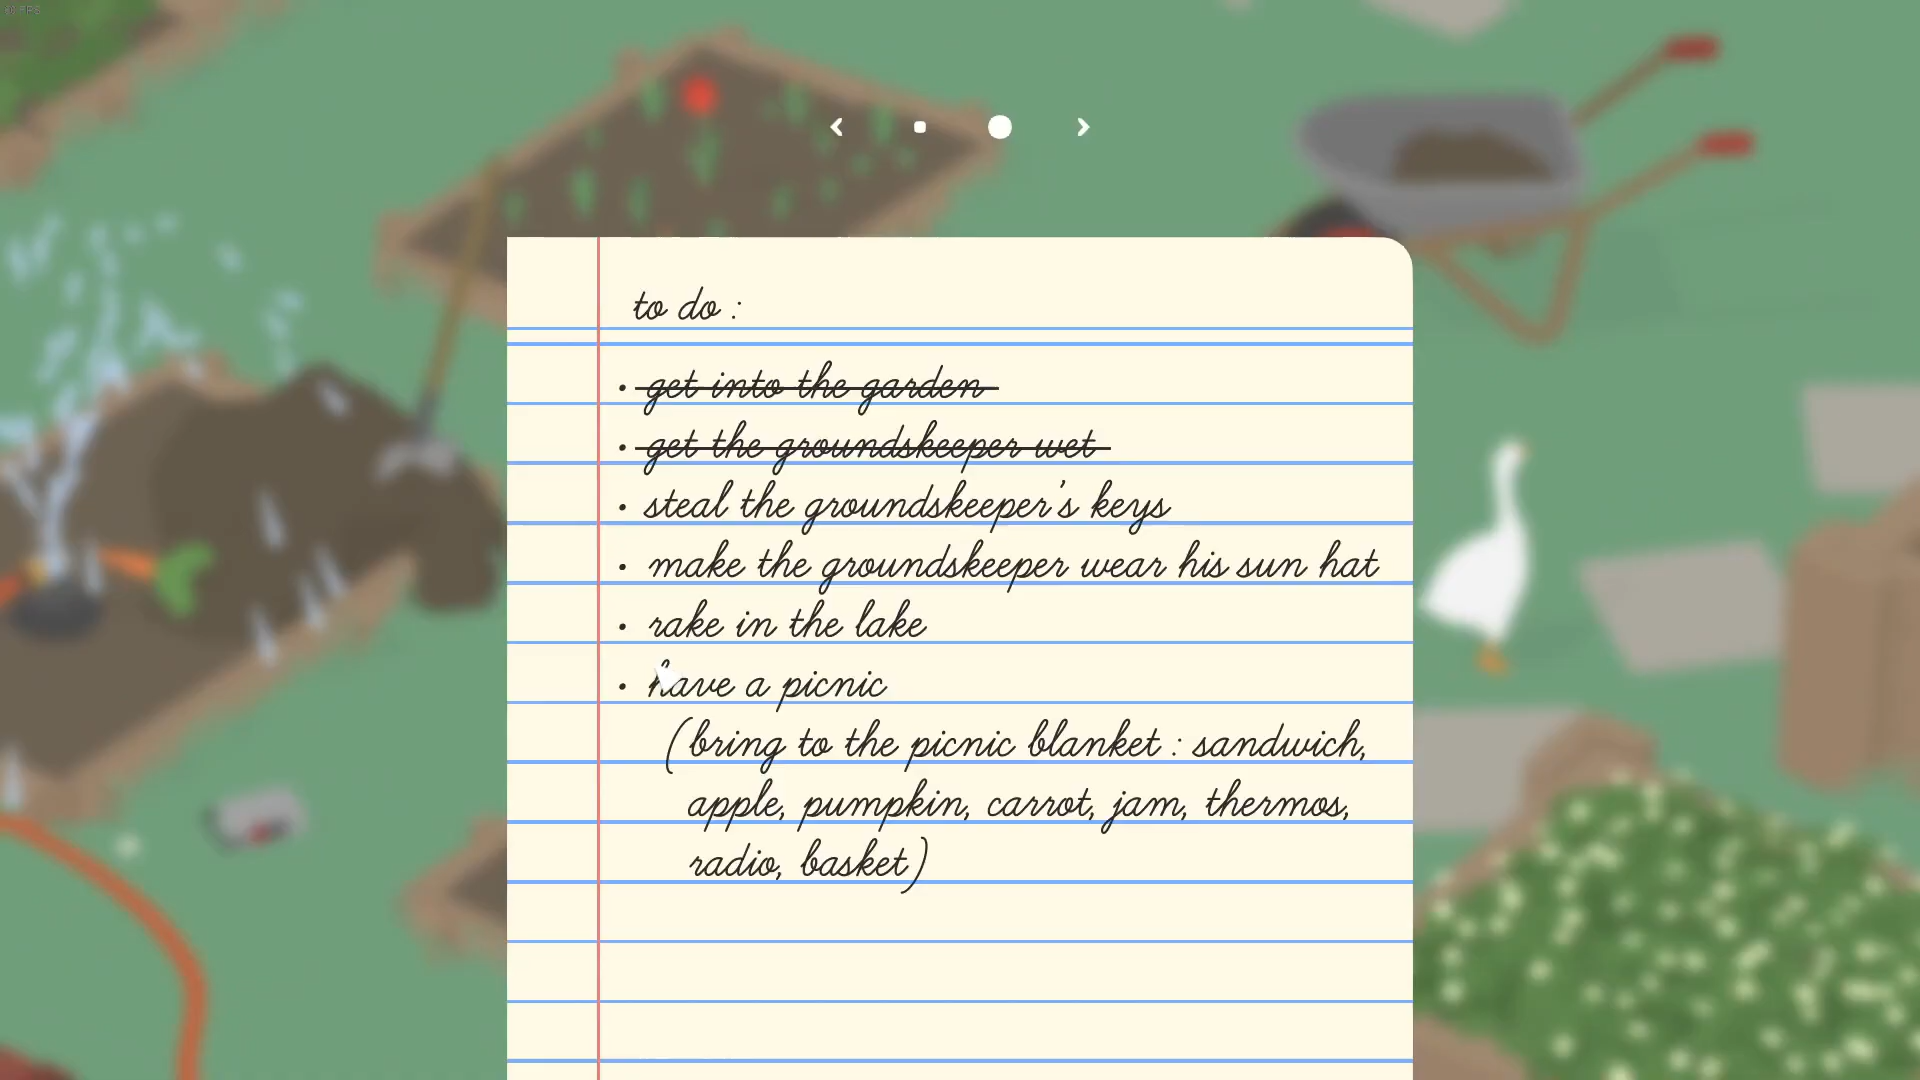 to do :
• get into the garden
• get the groundskeeper wet
• steal the groundskeeper's keys
• make the groundskeeper wear his sun hat
• rake in the lake
• have a picnic
(bring to the picnic blanket : sandwich,
apple, pumpkin, carrot, jam, thermos,
radio, basket)